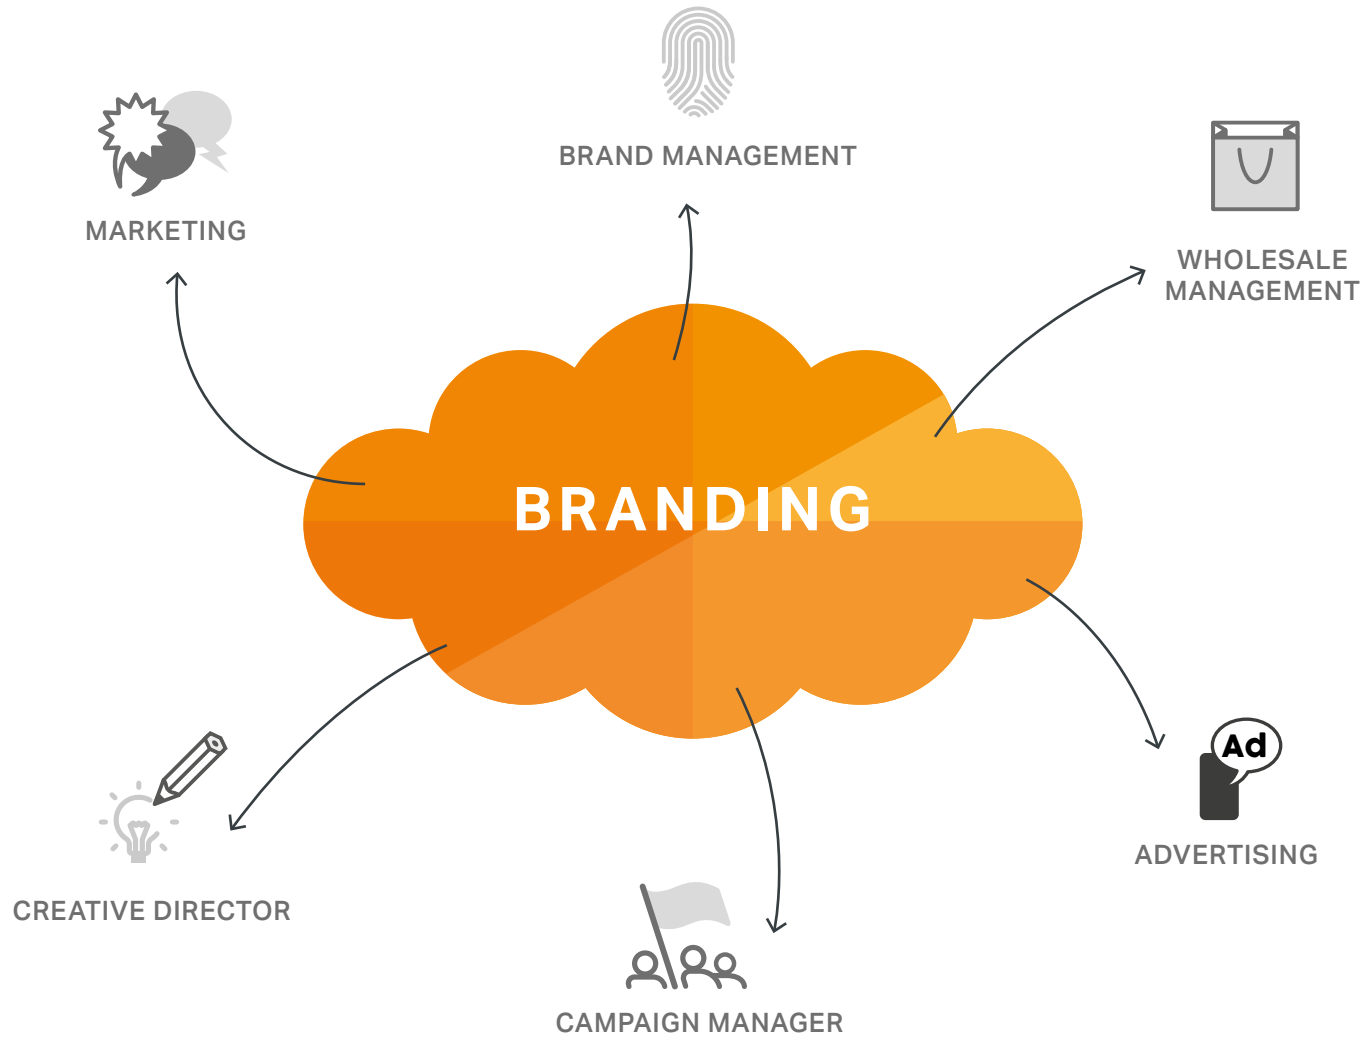 BRAND MANAGEMENT
MARKETING
WHOLESALE
MANAGEMENT
BRANDING
Ad
ADVERTISING
CREATIVE DIRECTOR
CAMPAIGN MANAGER